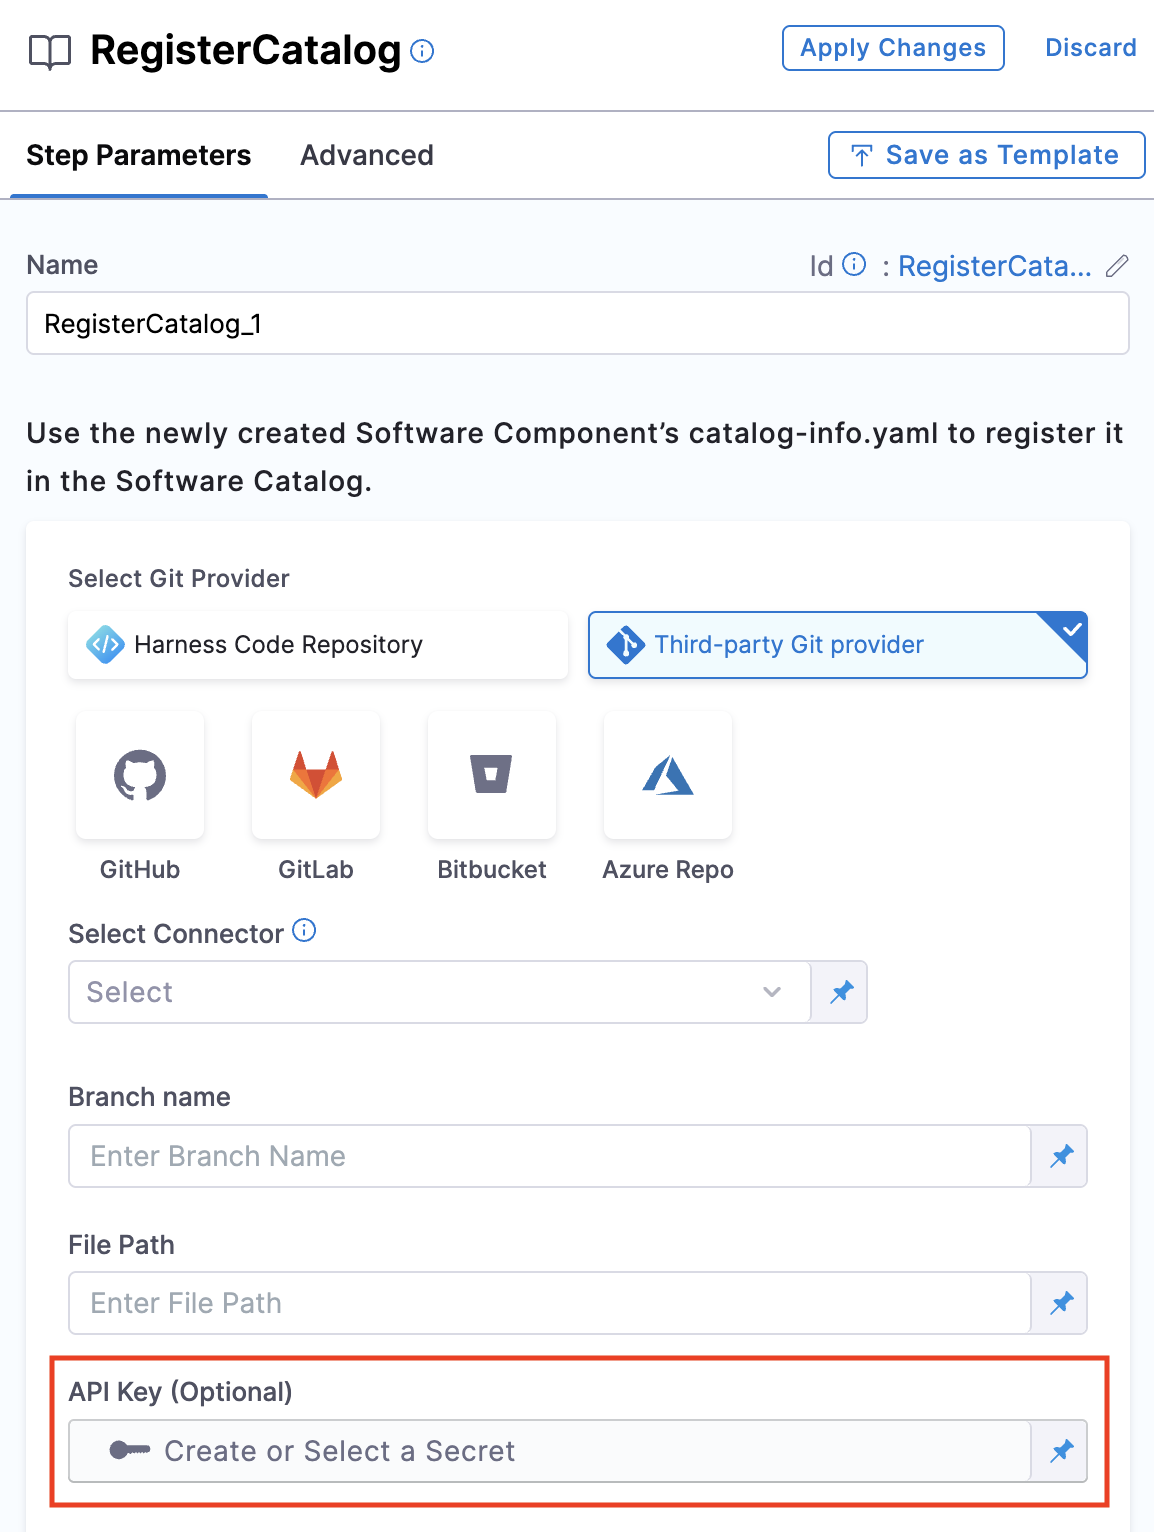 RegisterCatalog
Apply Changes
Discard
Step Parameters
Advanced
Save as Template
Name
Id : RegisterCata...
RegisterCatalog_1
Use the newly created Software Component’s catalog-info.yaml to register it
in the Software Catalog.
Select Git Provider
Harness Code Repository
Third-party Git provider
GitHub
GitLab
Bitbucket
Azure Repo
Select Connector
Select
Branch name
Enter Branch Name
File Path
Enter File Path
API Key (Optional)
Create or Select a Secret